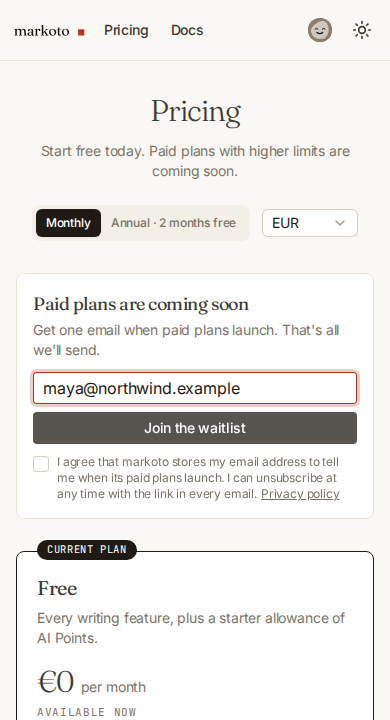 markoto Pricing Docs
Pricing
Start free today. Paid plans with higher limits are
coming soon.
Monthly Annual · 2 months free EUR
Paid plans are coming soon
Get one email when paid plans launch. That's all
we'll send.
maya@northwind.example
Join the waitlist
I agree that markoto stores my email address to tell
me when its paid plans launch. I can unsubscribe at
any time with the link in every email. Privacy policy
CURRENT PLAN
Free
Every writing feature, plus a starter allowance of
AI Points.
€0 per month
AVAILABLE NOW